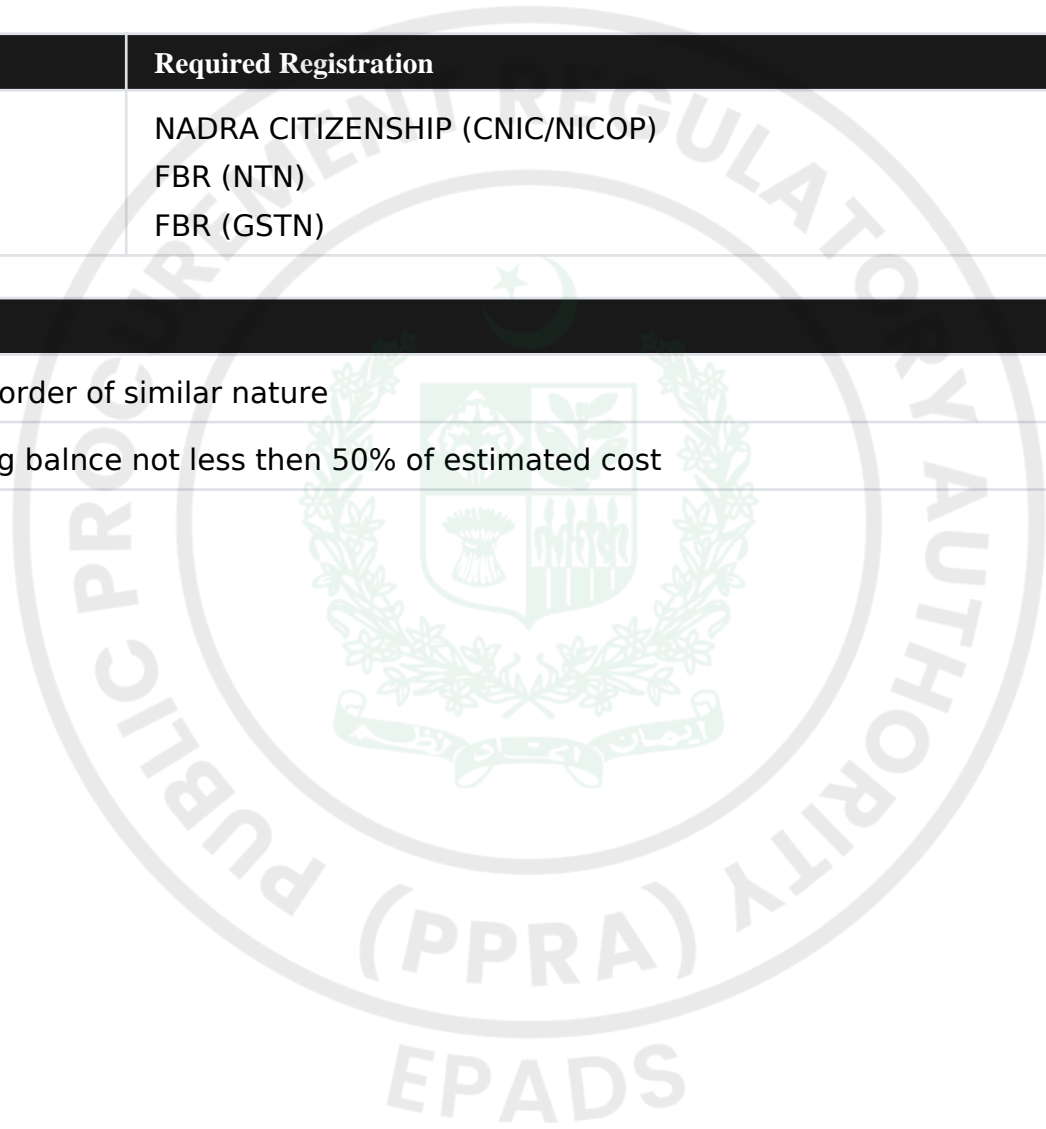 Required Registration
NADRA CITIZENSHIP (CNIC/NICOP)
FBR (NTN)
FBR (GSTN)
order of similar nature
g balnce not less then 50% of estimated cost
PUBLIC PROCUREMENT REGULATORY AUTHORITY
(PPRA)
EPADS